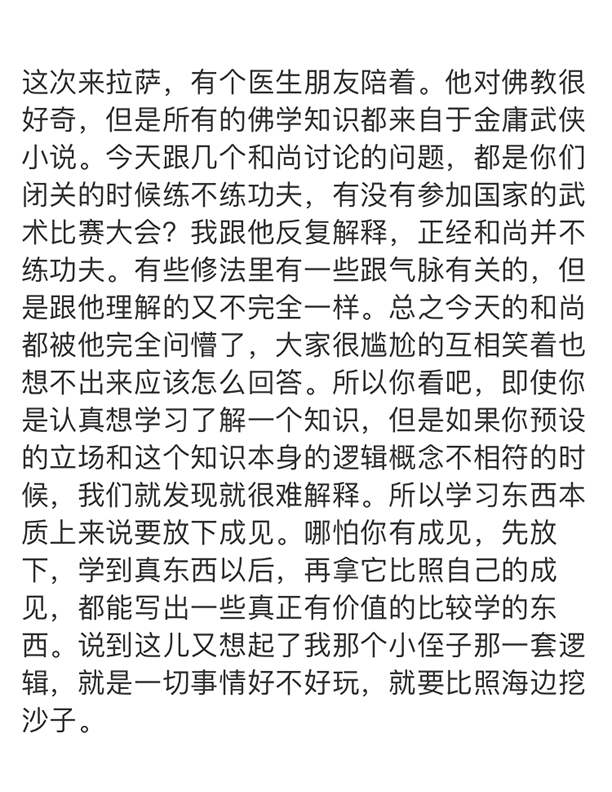 这次来拉萨，有个医生朋友陪着。他对佛教很
好奇，但是所有的佛学知识都来自于金庸武侠
小说。今天跟几个和尚讨论的问题，都是你们
闭关的时候练不练功夫，有没有参加国家的武
术比赛大会？我跟他反复解释，正经和尚并不
练功夫。有些修法里有一些跟气脉有关的，但
是跟他理解的又不完全一样。总之今天的和尚
都被他完全问懵了，大家很尴尬的互相笑着也
想不出来应该怎么回答。所以你看吧，即使你
是认真想学习了解一个知识，但是如果你预设
的立场和这个知识本身的逻辑概念不相符的时
候，我们就发现就很难解释。所以学习东西本
质上来说要放下成见。哪怕你有成见，先放
下，学到真东西以后，再拿它比照自己的成
见，都能写出一些真正有价值的比较学的东
西。说到这儿又想起了我那个小侄子那一套逻
辑，就是一切事情好不好玩，就要比照海边挖
沙子。